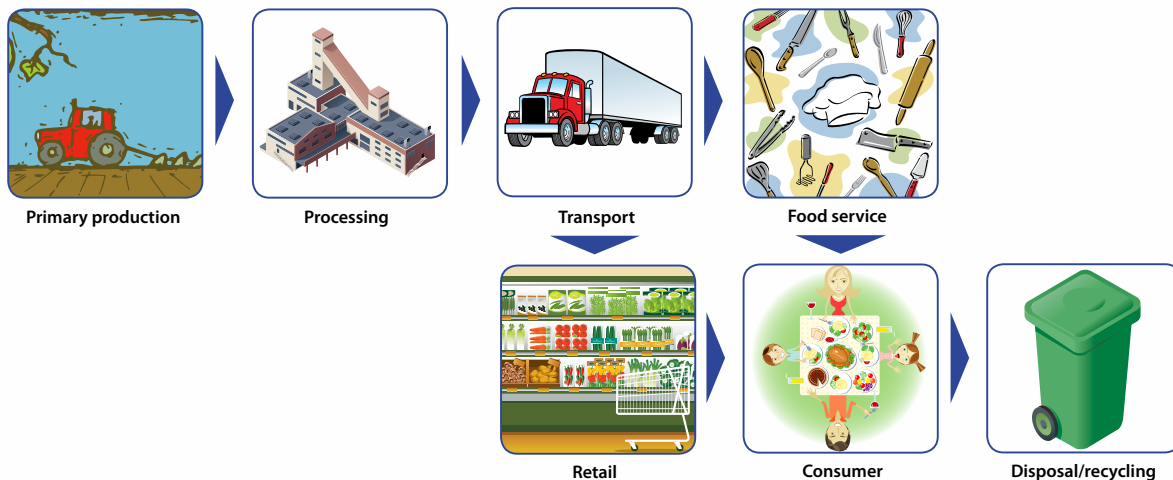 Primary production
Processing
Transport
Food service
Retail
Consumer
Disposal/recycling